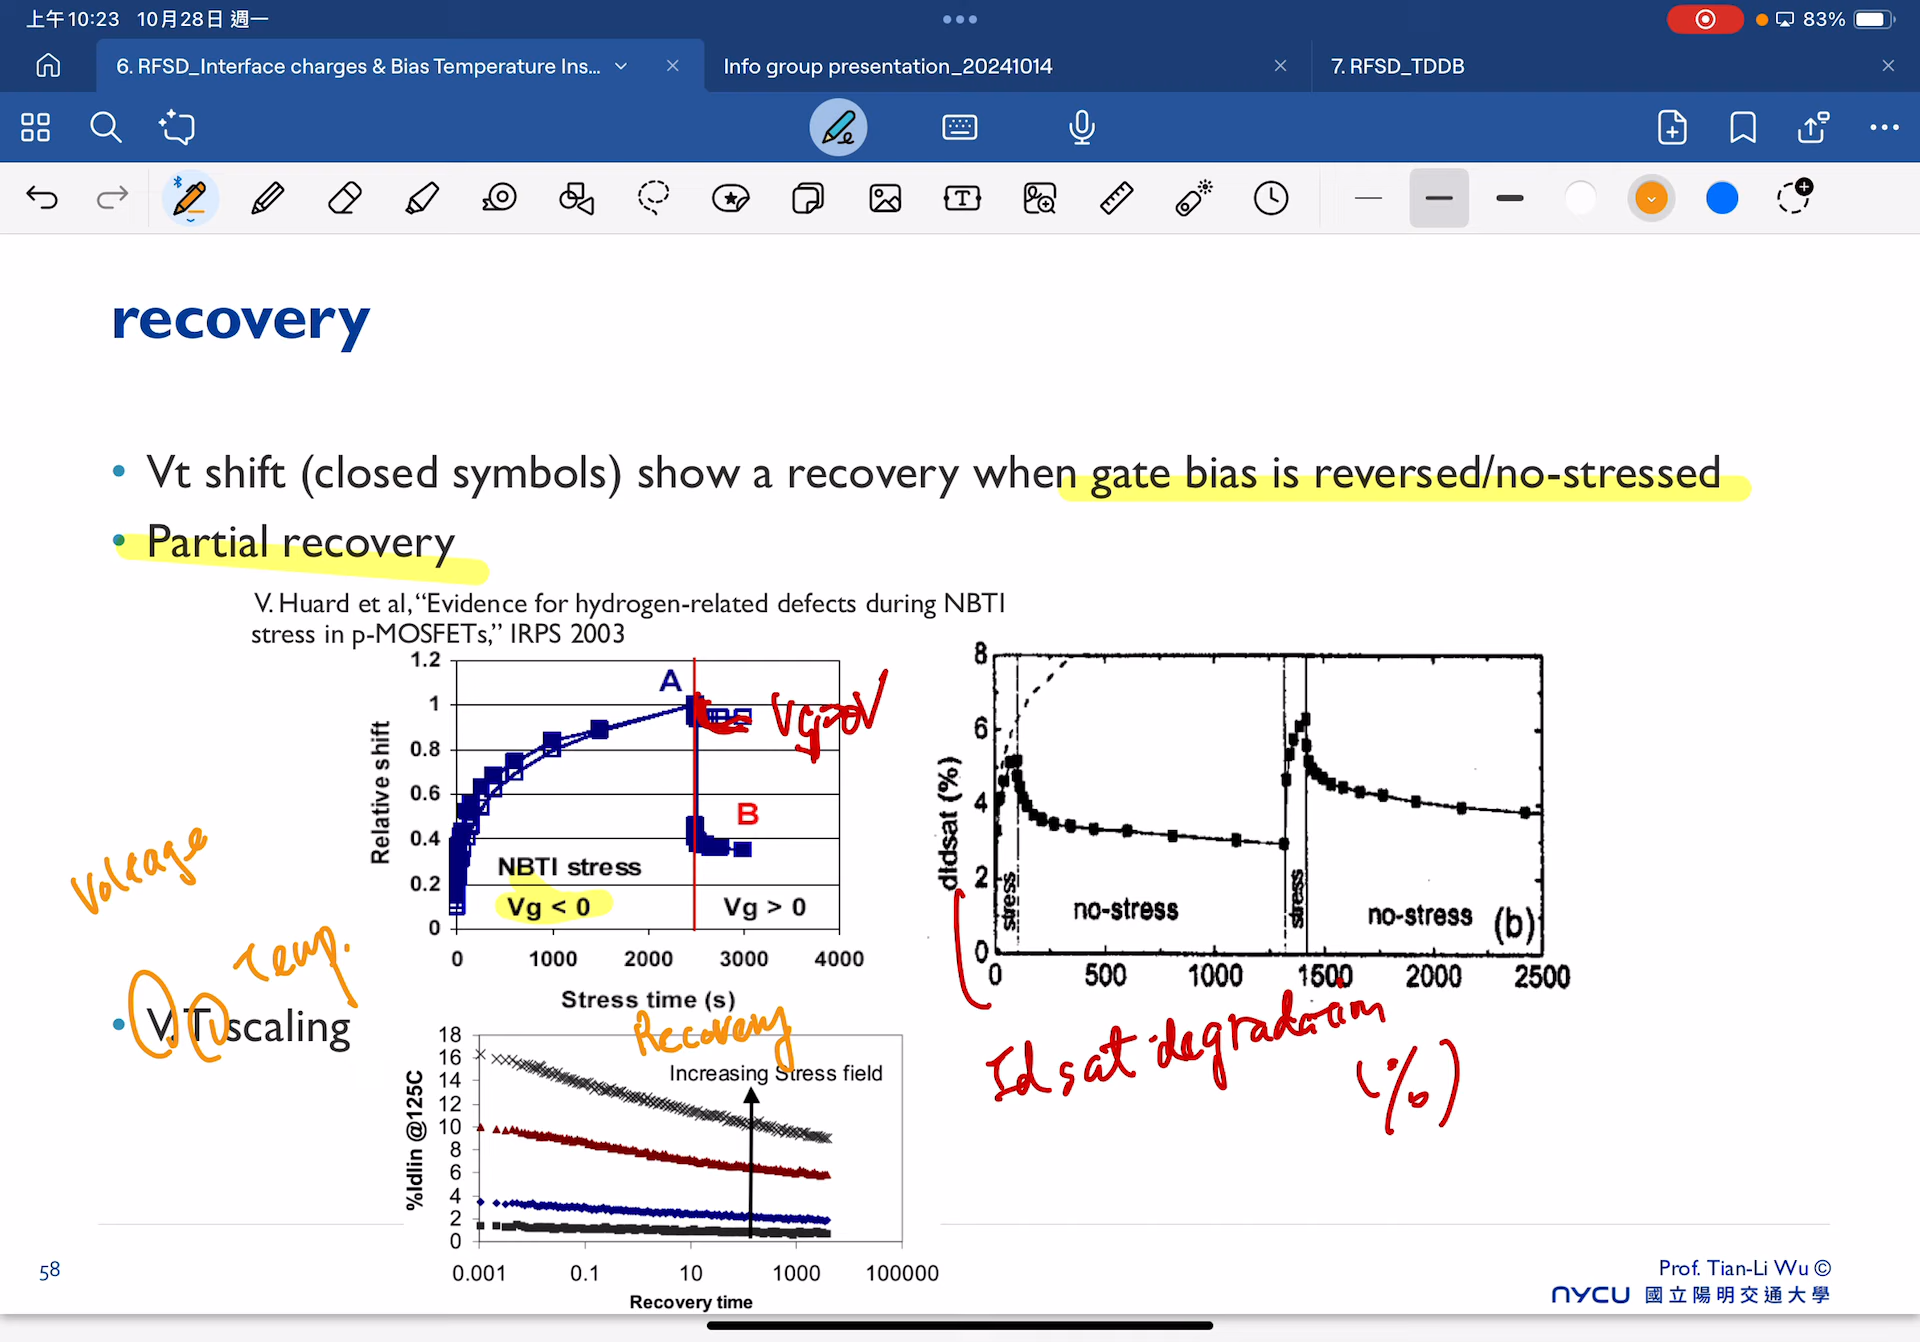 上午10:23 10月28日 週一
83%
6. RFSD_Interface charges & Bias Temperature Ins...
Info group presentation_20241014
7. RFSD_TDDB
recovery
• Vt shift (closed symbols) show a recovery when gate bias is reversed/no-stressed
• Partial recovery
V. Huard et al, “Evidence for hydrogen-related defects during NBTI
stress in p-MOSFETs,” IRPS 2003
1.2
1
0.8
0.6
0.4
0.2
0
Relative shift
A
B
NBTI stress
Vg < 0
Vg > 0
0 1000 2000 3000 4000
Stress time (s)
8
6
4
2
0
dIdsat (%)
stress
no-stress
stress
no-stress
(b)
0 500 1000 1500 2000 2500
Voltage
Temp.
• V.T scaling
Recovery
Idsat degradation
(%)
18
16
14
12
10
8
6
4
2
0
%Idlin @125C
Increasing Stress field
0.001 0.1 10 1000 100000
Recovery time
58
Prof. Tian-Li Wu ©
NYCU 國立陽明交通大學